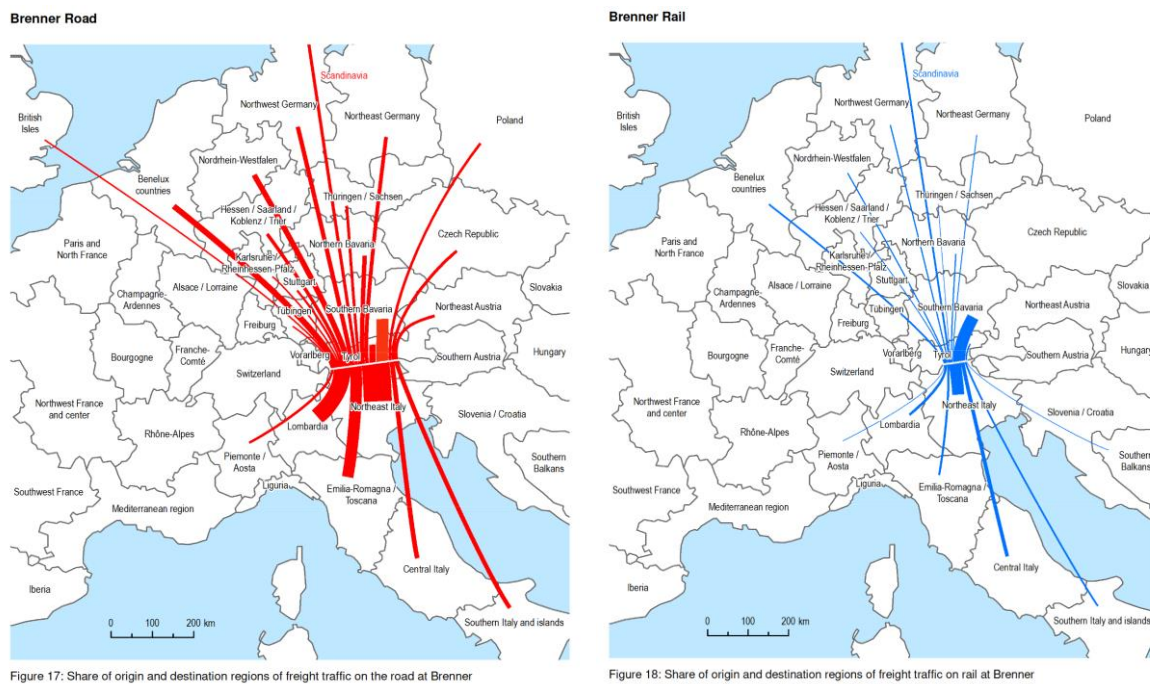 Brenner Road
Scandinavia
Northwest Germany
Northeast Germany
British
Isles
Poland
Nordrhein-Westfalen
Benelux
countries
Thüringen / Sachsen
Hessen / Saarland /
Koblenz / Trier
Czech Republic
Paris and
North France
Northern Bavaria
Karlsruhe /
Rheinhessen-Pfalz
Stuttgart
Alsace / Lorraine
Slovakia
Champagne-
Ardennes
Tübingen
Southern Bavaria
Northeast Austria
Freiburg
Bourgogne
Franche-
Comté
Vorarlberg
Tyrol
Southern Austria
Hungary
Switzerland
Northwest France
and center
Northeast Italy
Lombardia
Slovenia / Croatia
Rhône-Alpes
Piemonte /
Aosta
Southern
Balkans
Liguria
Emilia-Romagna /
Toscana
Southwest France
Mediterranean region
Central Italy
Iberia
0 100 200 km
Southern Italy and islands
Figure 17: Share of origin and destination regions of freight traffic on the road at Brenner
Brenner Rail
Scandinavia
Northwest Germany
Northeast Germany
British
Isles
Poland
Nordrhein-Westfalen
Benelux
countries
Thüringen / Sachsen
Hessen / Saarland /
Koblenz / Trier
Czech Republic
Paris and
North France
Northern Bavaria
Karlsruhe /
Rheinhessen-Pfalz
Stuttgart
Alsace / Lorraine
Slovakia
Champagne-
Ardennes
Tübingen
Southern Bavaria
Northeast Austria
Freiburg
Bourgogne
Franche-
Comté
Vorarlberg
Tyrol
Southern Austria
Hungary
Switzerland
Northwest France
and center
Northeast Italy
Lombardia
Slovenia / Croatia
Rhône-Alpes
Piemonte /
Aosta
Southern
Balkans
Liguria
Emilia-Romagna /
Toscana
Southwest France
Mediterranean region
Central Italy
Iberia
0 100 200 km
Southern Italy and islands
Figure 18: Share of origin and destination regions of freight traffic on rail at Brenner